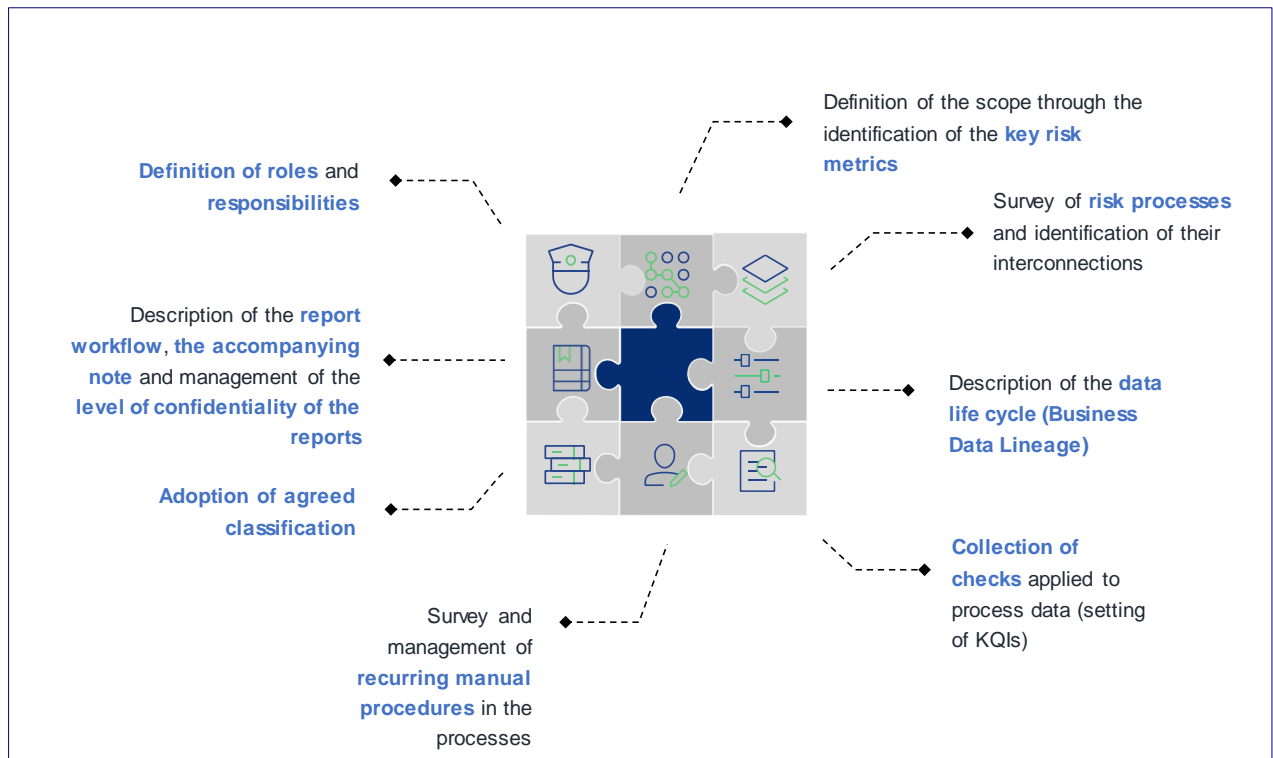 Definition of the scope through the
identification of the key risk
metrics
Definition of roles and
responsibilities
Survey of risk processes
and identification of their
interconnections
Description of the report
workflow, the accompanying
note and management of the
level of confidentiality of the
reports
Description of the data
life cycle (Business
Data Lineage)
Adoption of agreed
classification
Collection of
checks applied to
process data (setting
of KQIs)
Survey and
management of
recurring manual
procedures in the
processes